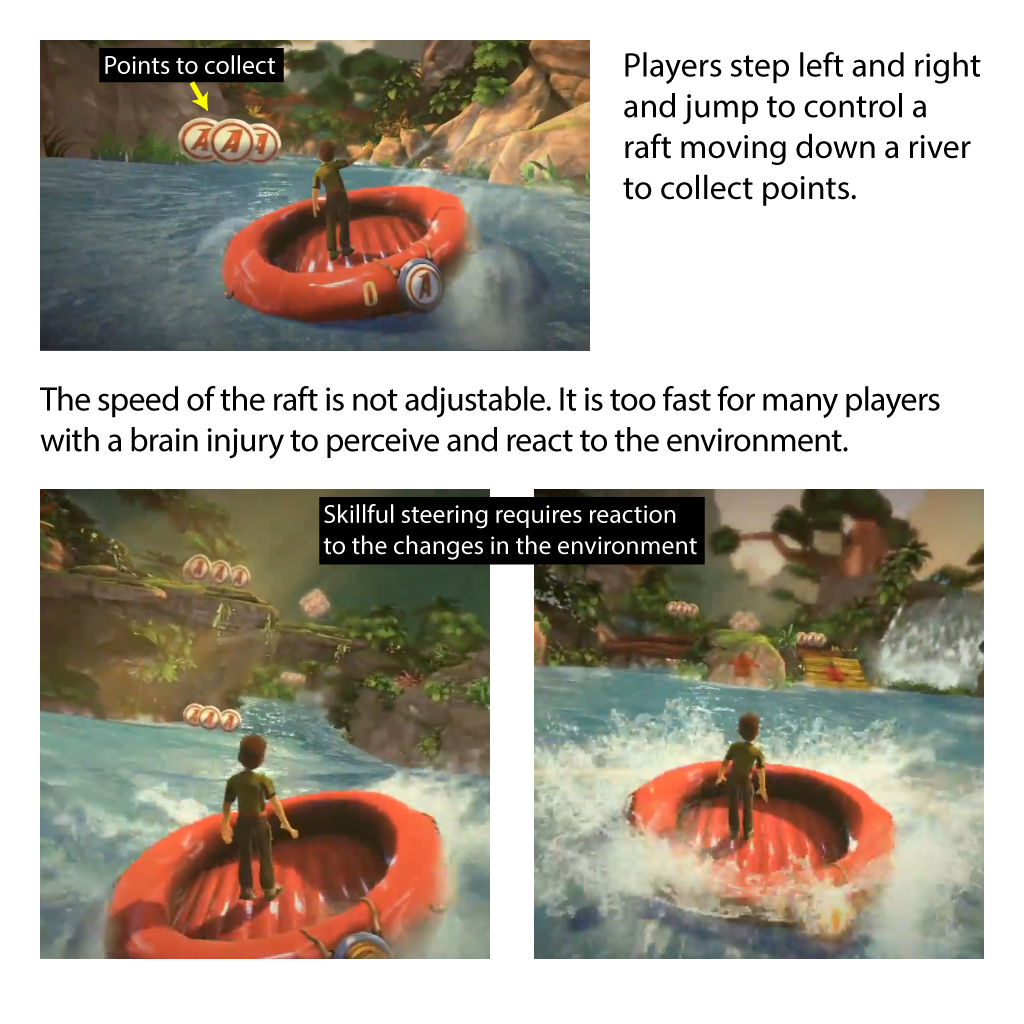 Points to collect
A A A
Players step left and right
and jump to control a
raft moving down a river
to collect points.
0 A
The speed of the raft is not adjustable. It is too fast for many players
with a brain injury to perceive and react to the environment.
Skillful steering requires reaction
to the changes in the environment
A A A
A A A